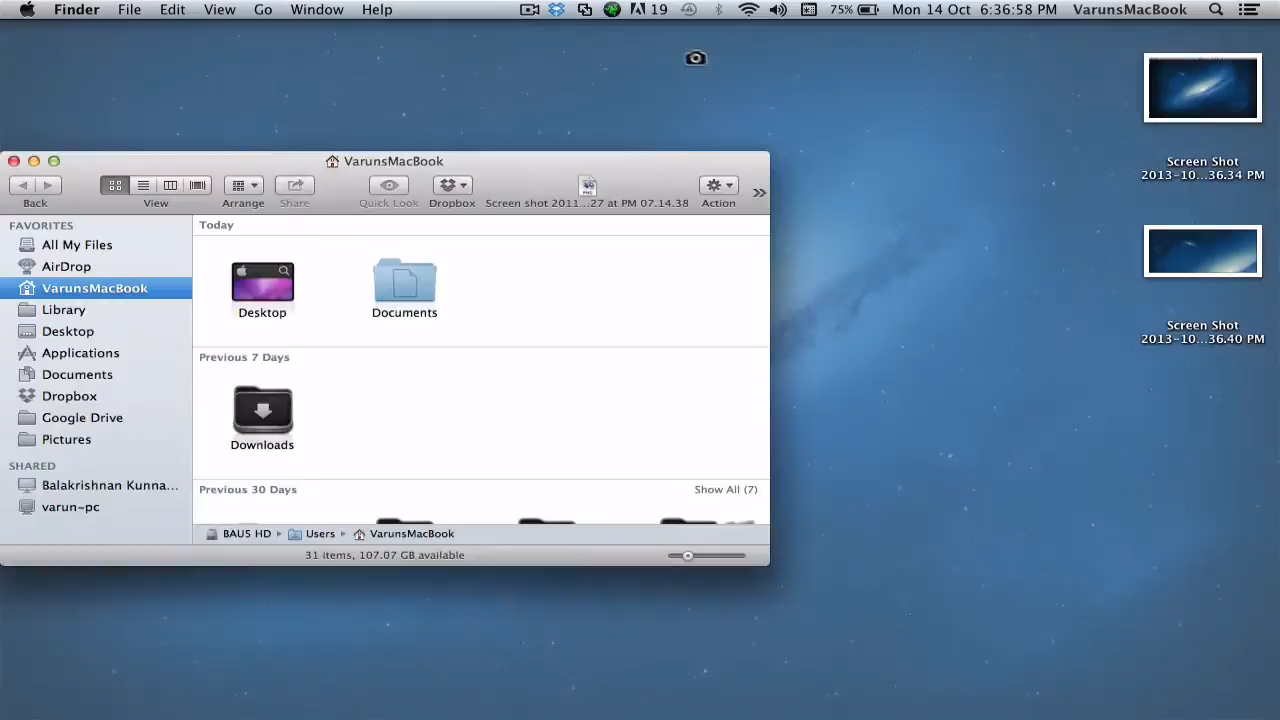 Finder File Edit View Go Window Help 19 75% Mon 14 Oct 6:36:58 PM VarunsMacBook
VarunsMacBook
Back View Arrange Share Quick Look Dropbox Screen shot 2011...27 at PM 07.14.38 Action
FAVORITES
All My Files
AirDrop
VarunsMacBook
Library
Desktop
Applications
Documents
Dropbox
Google Drive
Pictures
SHARED
Balakrishnan Kunna...
varun-pc
Today
Desktop Documents
Previous 7 Days
Downloads
Previous 30 Days Show All (7)
BAU5 HD Users VarunsMacBook
31 items, 107.07 GB available
Screen Shot
2013-10...36.34 PM
Screen Shot
2013-10...36.40 PM